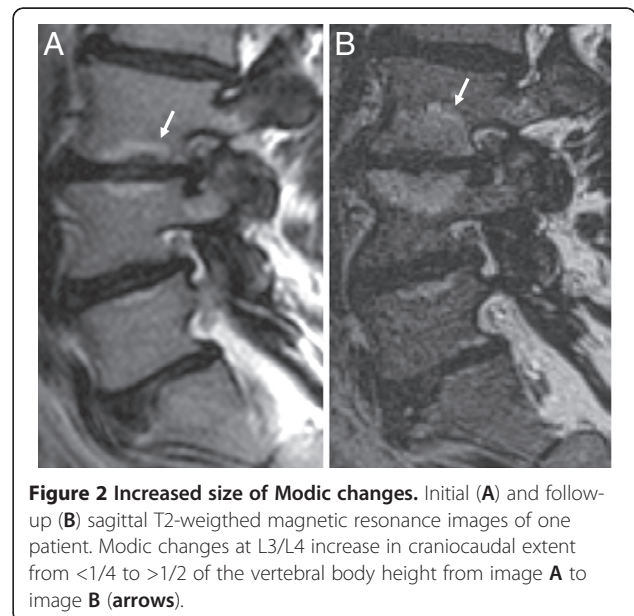 A
B
Figure 2 Increased size of Modic changes. Initial (A) and follow-
up (B) sagittal T2-weigthed magnetic resonance images of one
patient. Modic changes at L3/L4 increase in craniocaudal extent
from <1/4 to >1/2 of the vertebral body height from image A to
image B (arrows).